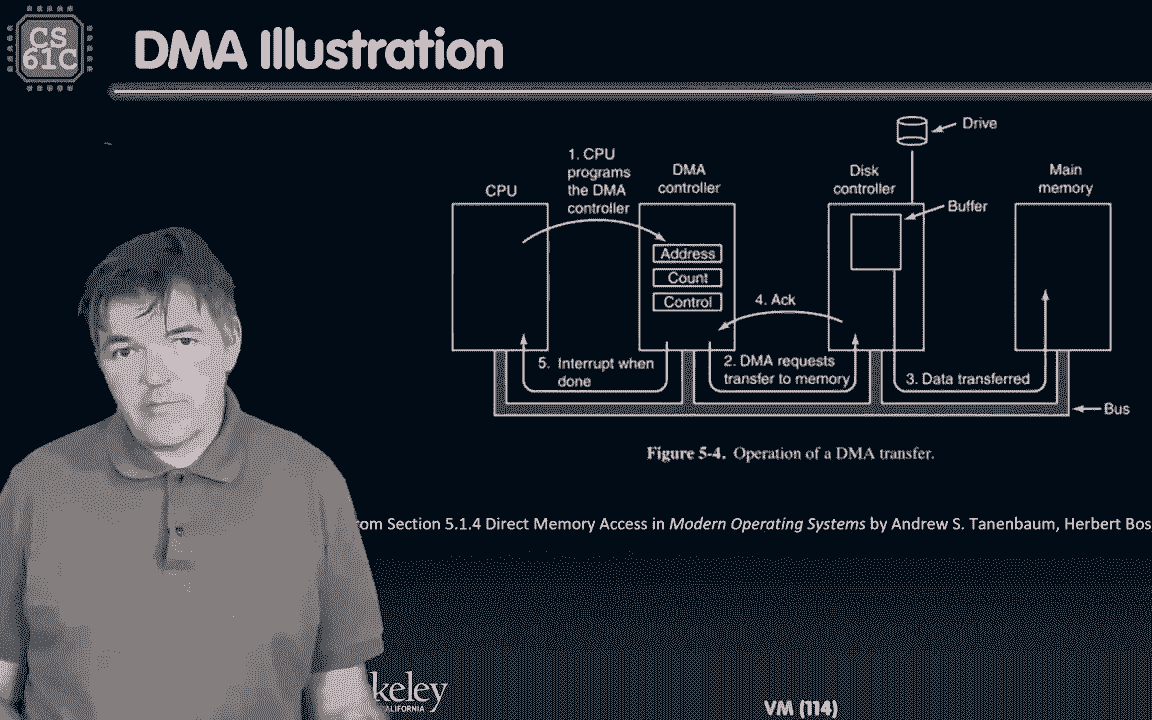 CS
61C
DMA Illustration
Drive
1. CPU
programs
the DMA
controller
CPU
DMA
controller
Disk
controller
Main
memory
Buffer
Address
Count
Control
4. Ack
5. Interrupt when
done
2. DMA requests
transfer to memory
3. Data transferred
Bus
Figure 5-4. Operation of a DMA transfer.
om Section 5.1.4 Direct Memory Access in Modern Operating Systems by Andrew S. Tanenbaum, Herbert Bos
keley
CALIFORNIA
VM (114)